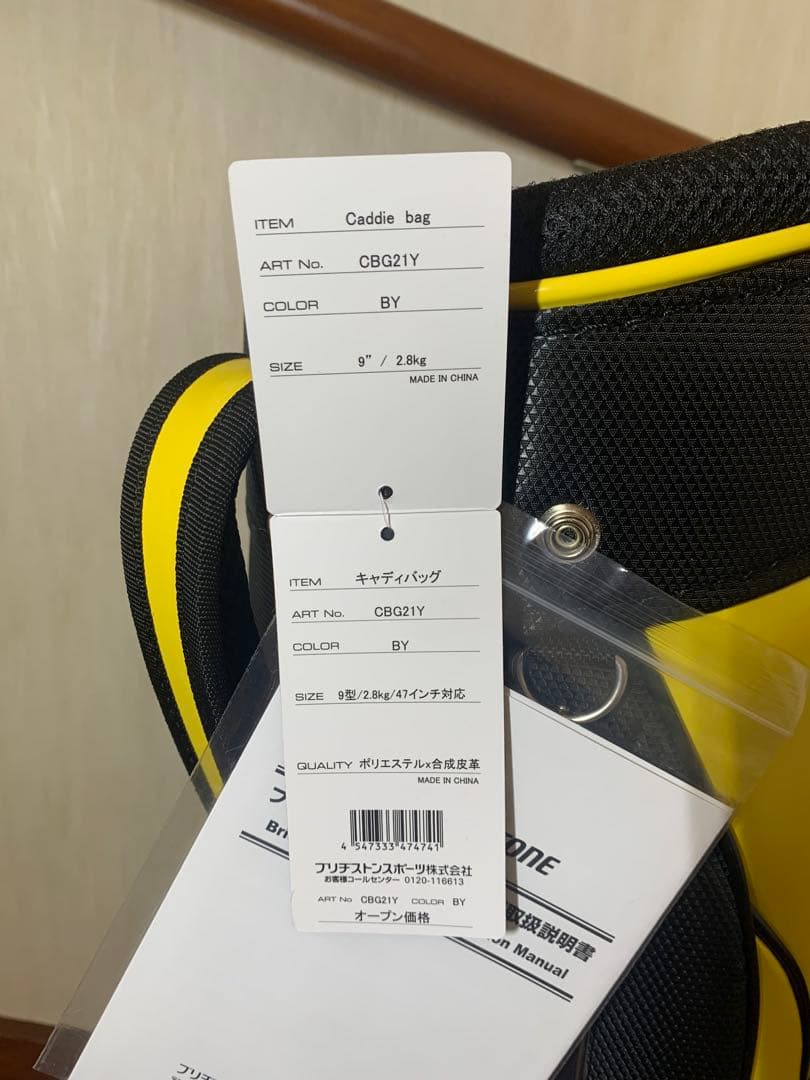 ITEM Caddie bag
ART No. CBG21Y
COLOR BY
SIZE 9” / 2.8kg
MADE IN CHINA
ITEM キャディバッグ
ART No. CBG21Y
COLOR BY
SIZE 9型/2.8kg/47インチ対応
QUALITY ポリエステルx合成皮革
MADE IN CHINA
4 547333 474741
ブリヂストンスポーツ株式会社
お客様コールセンター 0120-116613
ART No CBG21Y COLOR BY
オープン価格
取扱説明書
Manual